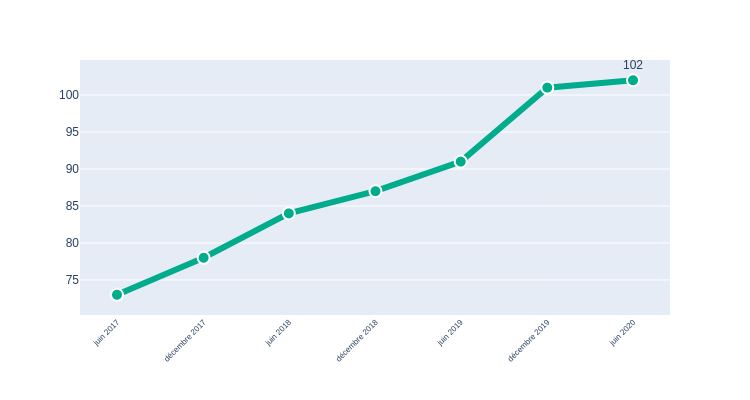 102
100
95
90
85
80
75
juin 2017
décembre 2017
juin 2018
décembre 2018
juin 2019
décembre 2019
juin 2020